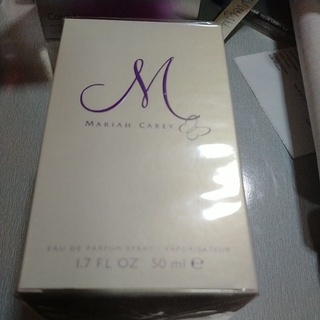 M
MARIAH CAREY
EAU DE PARFUM SPRAY VAPORISATEUR
1.7 FL OZ 50 ml e